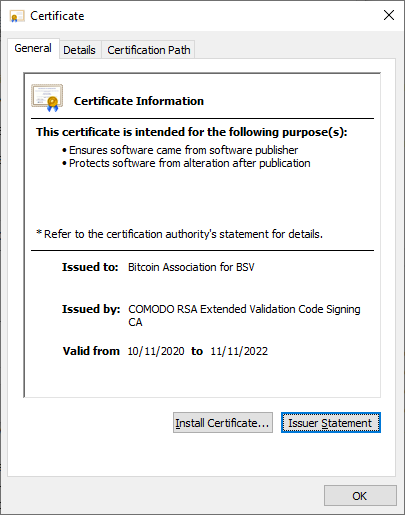 Certificate
General Details Certification Path
Certificate Information
This certificate is intended for the following purpose(s):
• Ensures software came from software publisher
• Protects software from alteration after publication
* Refer to the certification authority's statement for details.
Issued to: Bitcoin Association for BSV
Issued by: COMODO RSA Extended Validation Code Signing
CA
Valid from 10/11/2020 to 11/11/2022
Install Certificate... Issuer Statement
OK